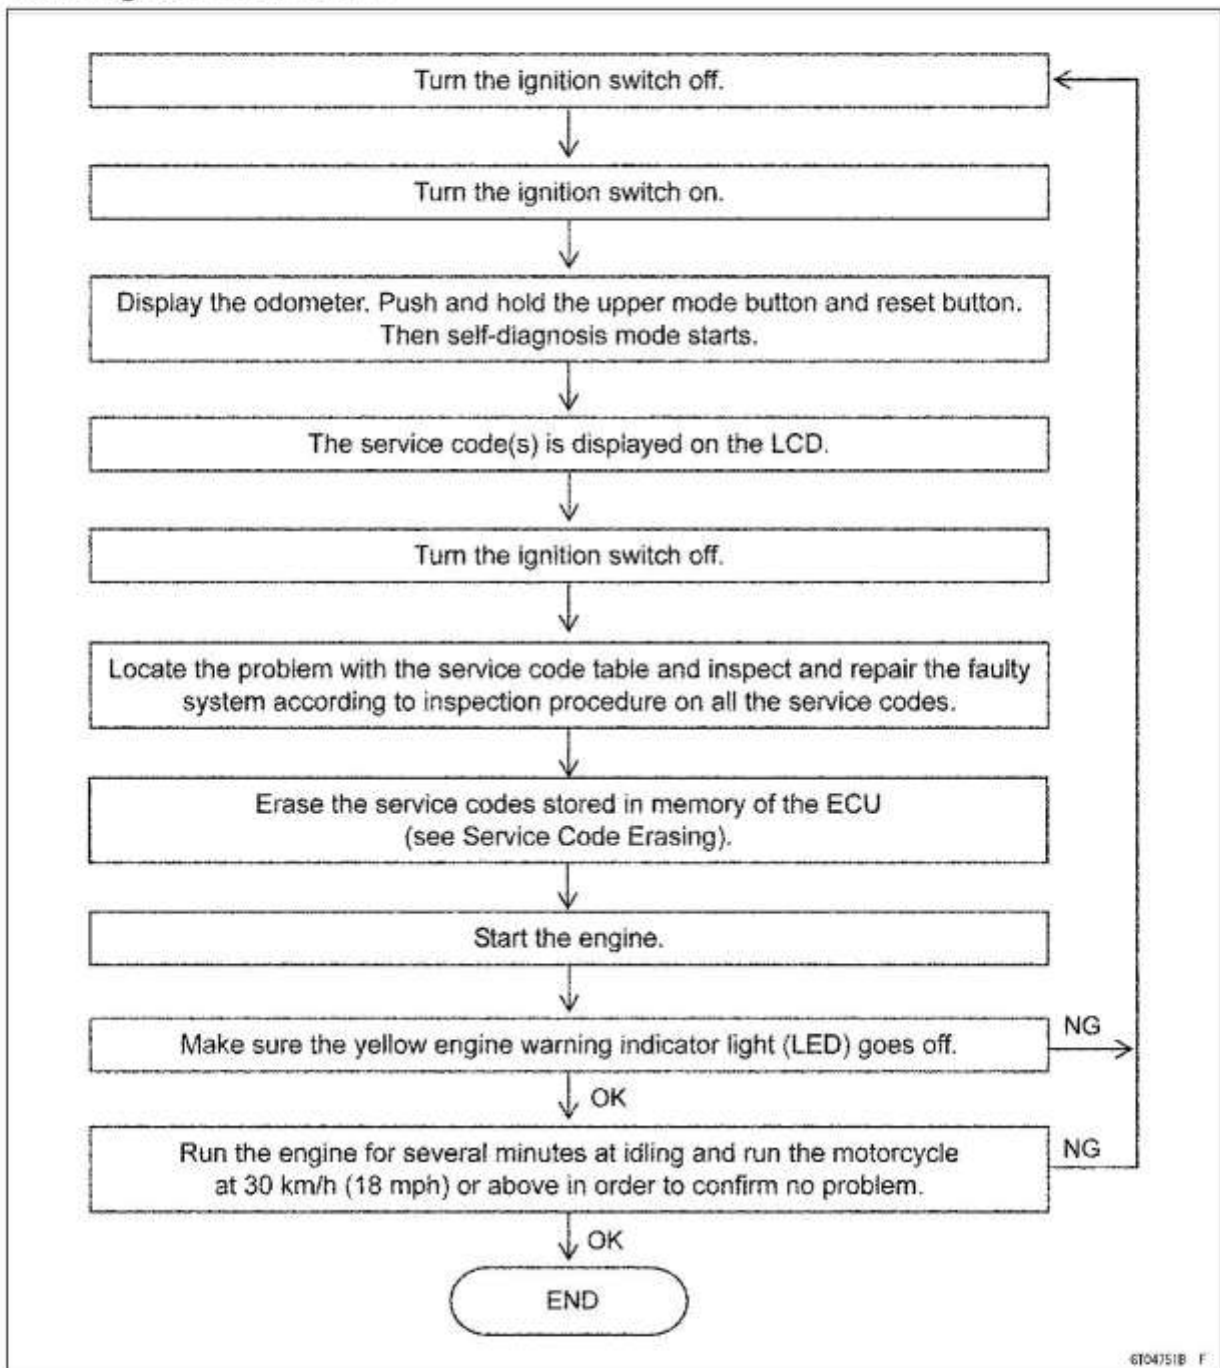 Turn the ignition switch off.
Turn the ignition switch on.
Display the odometer. Push and hold the upper mode button and reset button.
Then self-diagnosis mode starts.
The service code(s) is displayed on the LCD.
Turn the ignition switch off.
Locate the problem with the service code table and inspect and repair the faulty
system according to inspection procedure on all the service codes.
Erase the service codes stored in memory of the ECU
(see Service Code Erasing).
Start the engine.
Make sure the yellow engine warning indicator light (LED) goes off.
NG
OK
Run the engine for several minutes at idling and run the motorcycle
at 30 km/h (18 mph) or above in order to confirm no problem.
NG
OK
END
GT04751B F